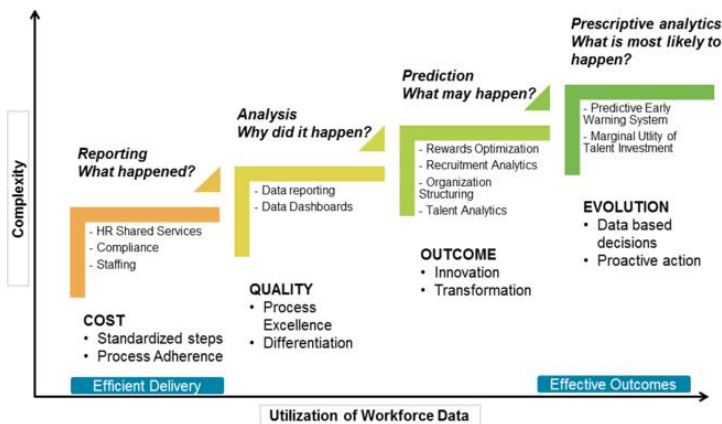 Prescriptive analytics
What is most likely to
happen?
- Predictive Early
Warning System
- Marginal Utlity of
Talent Investment
EVOLUTION
• Data based
decisions
• Proactive action
Prediction
What may happen?
- Rewards Optimization
- Recruitment Analytics
- Organization
Structuring
- Talent Analytics
OUTCOME
• Innovation
• Transformation
Analysis
Why did it happen?
- Data reporting
- Data Dashboards
QUALITY
• Process
Excellence
• Differentiation
Reporting
What happened?
- HR Shared Services
- Compliance
- Staffing
COST
• Standardized steps
• Process Adherence
Complexity
Efficient Delivery
Effective Outcomes
Utilization of Workforce Data